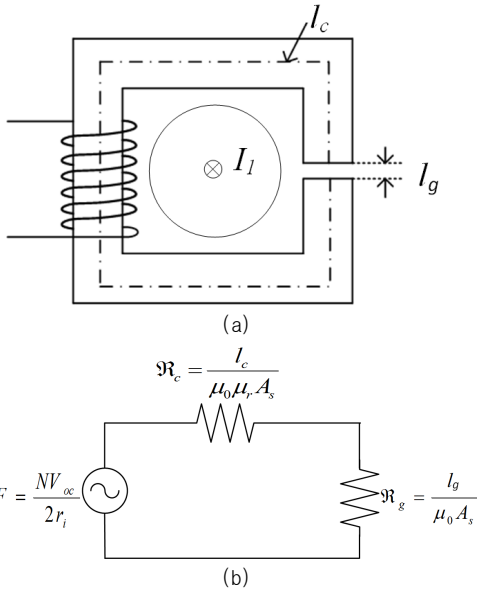 l_c
I_1
l_g
(a)
ℜ_c = l_c / (μ_0 μ_r A_s)
F = NV_oc / (2r_i)
ℜ_g = l_g / (μ_0 A_s)
(b)